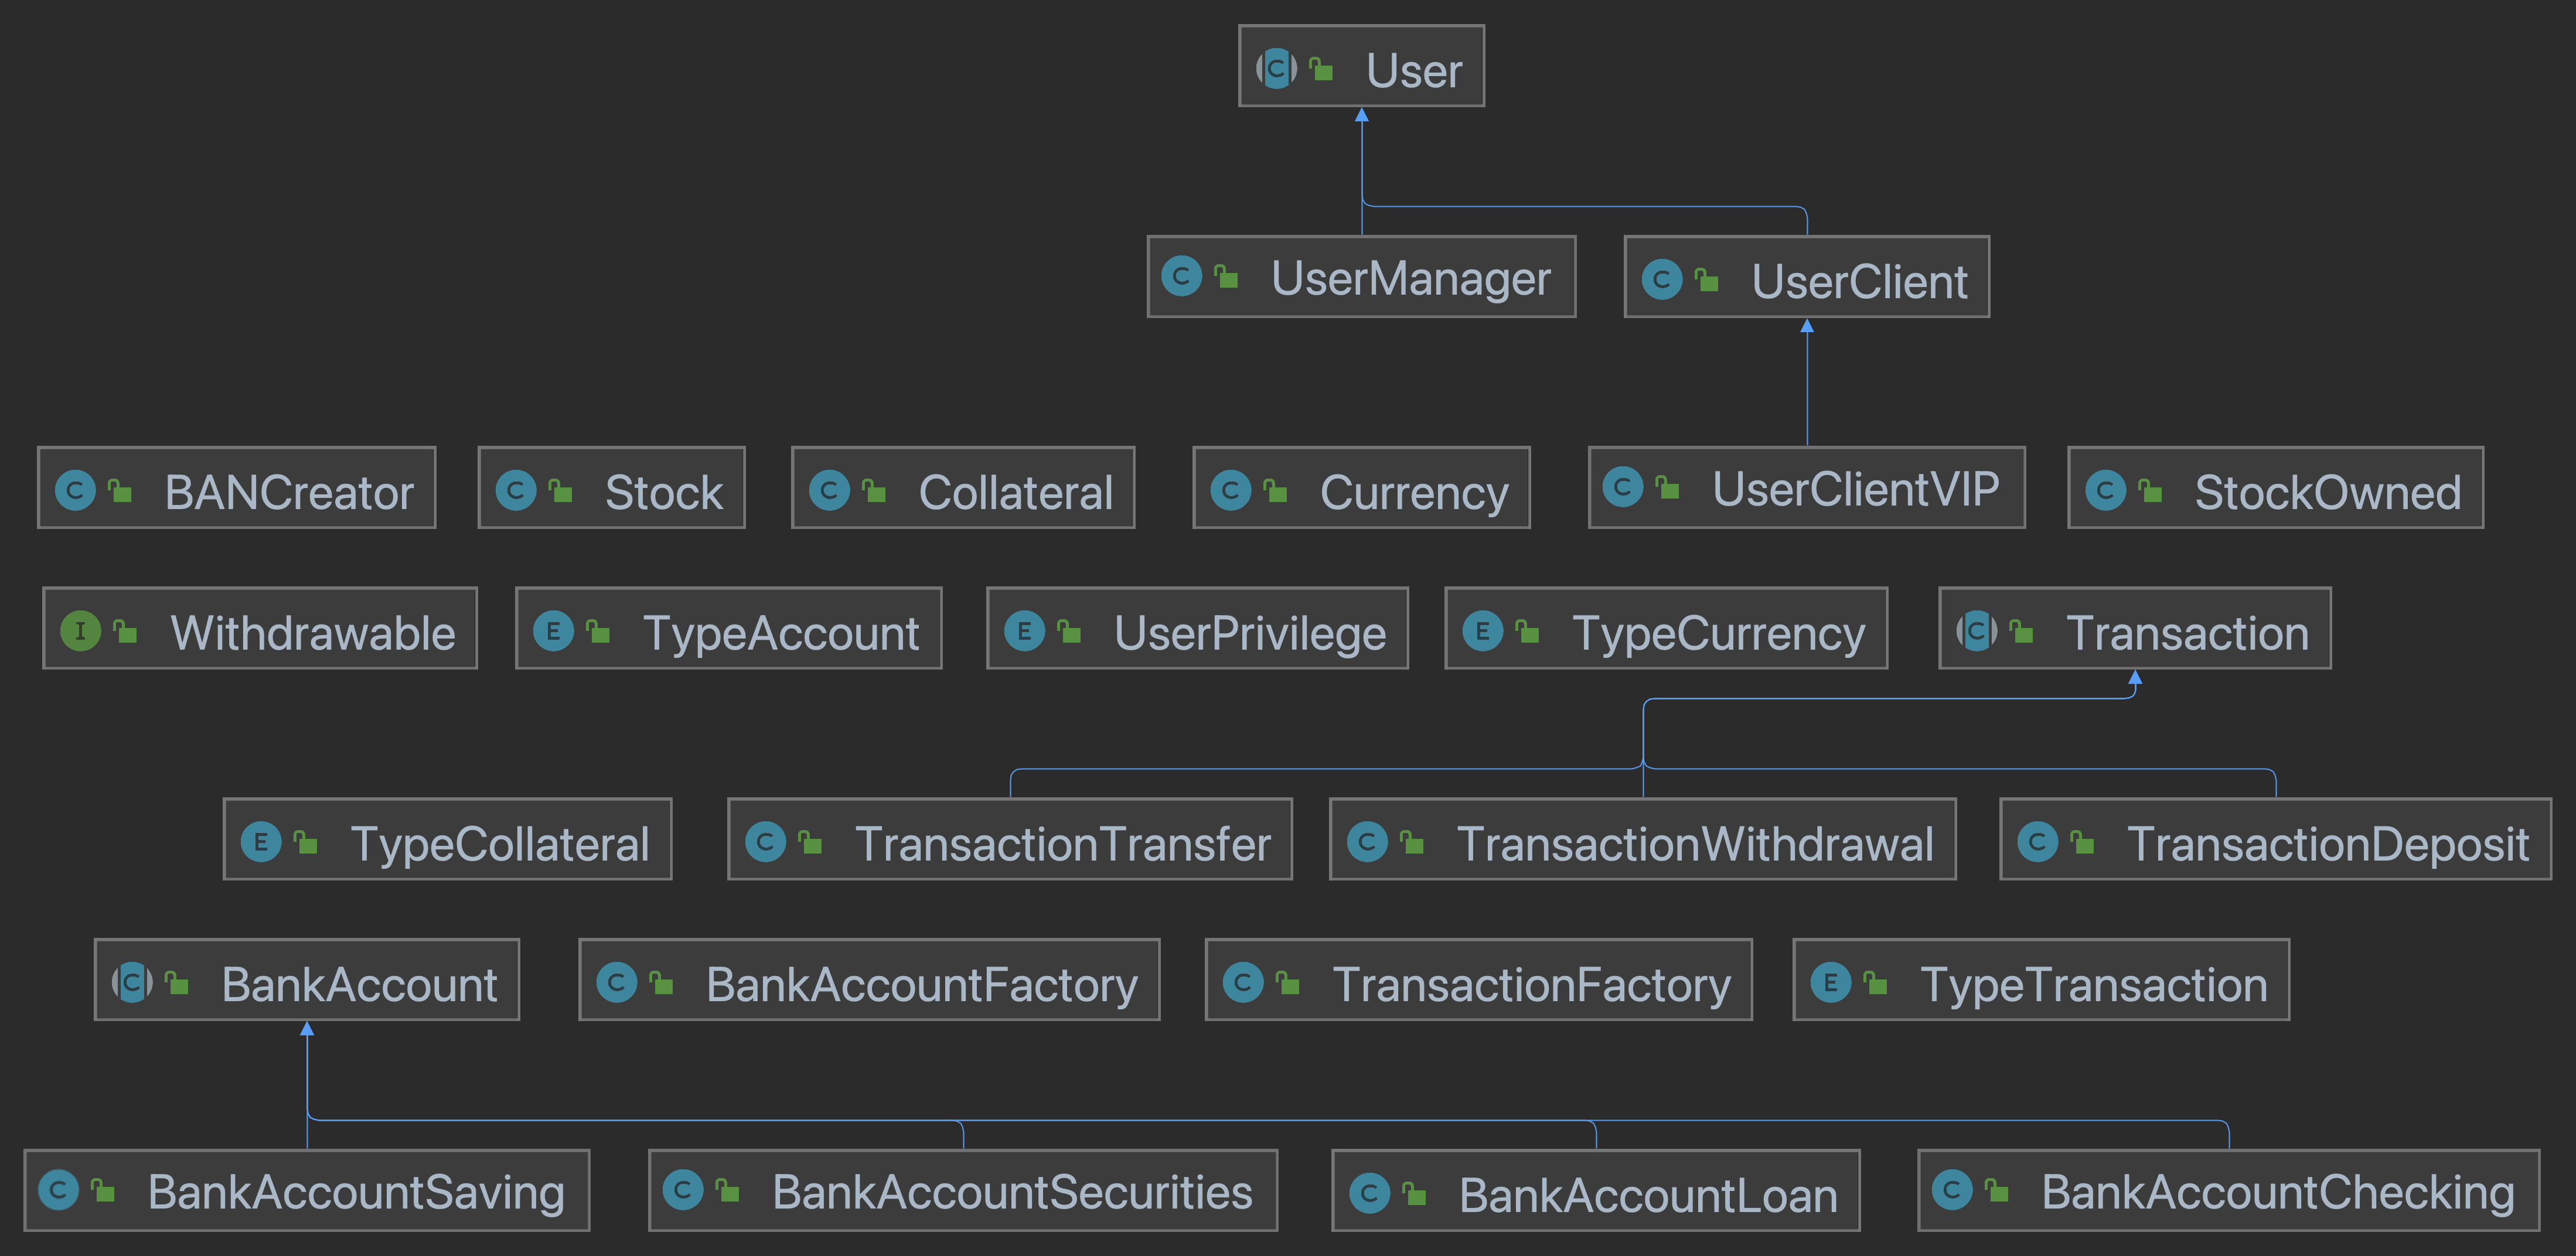 C User
C UserManager
C UserClient
C BANCreator
C Stock
C Collateral
C Currency
C UserClientVIP
C StockOwned
I Withdrawable
E TypeAccount
E UserPrivilege
E TypeCurrency
C Transaction
E TypeCollateral
C TransactionTransfer
C TransactionWithdrawal
C TransactionDeposit
C BankAccount
C BankAccountFactory
C TransactionFactory
E TypeTransaction
C BankAccountSaving
C BankAccountSecurities
C BankAccountLoan
C BankAccountChecking